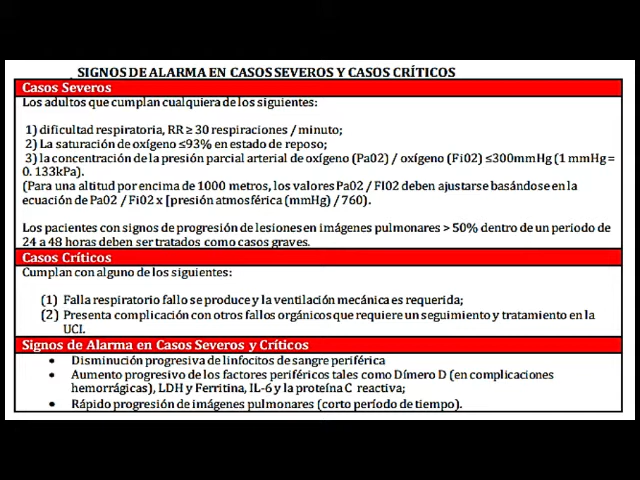 SIGNOS DE ALARMA EN CASOS SEVEROS Y CASOS CRÍTICOS
Casos Severos
Los adultos que cumplan cualquiera de los siguientes:
1) dificultad respiratoria, RR ≥ 30 respiraciones / minuto;
2) La saturación de oxígeno ≤93% en estado de reposo;
3) la concentración de la presión parcial arterial de oxígeno (Pa02) / oxígeno (Fi02) ≤300mmHg (1 mmHg =
0. 133kPa).
(Para una altitud por encima de 1000 metros, los valores Pa02 / FI02 deben ajustarse basándose en la
ecuación de Pa02 / Fi02 x [presión atmosférica (mmHg) / 760).
Los pacientes con signos de progresión de lesiones en imágenes pulmonares > 50% dentro de un periodo de
24 a 48 horas deben ser tratados como casos graves.
Casos Críticos
Cumplan con alguno de los siguientes:
(1) Falla respiratorio fallo se produce y la ventilación mecánica es requerida;
(2) Presenta complicación con otros fallos orgánicos que requiere un seguimiento y tratamiento en la
UCI.
Signos de Alarma en Casos Severos y Críticos
• Disminución progresiva de linfocitos de sangre periférica
• Aumento progresivo de los factores periféricos tales como Dímero D (en complicaciones
hemorrágicas), LDH y Ferritina, IL-6 y la proteína C reactiva;
• Rápido progresión de imágenes pulmonares (corto período de tiempo).